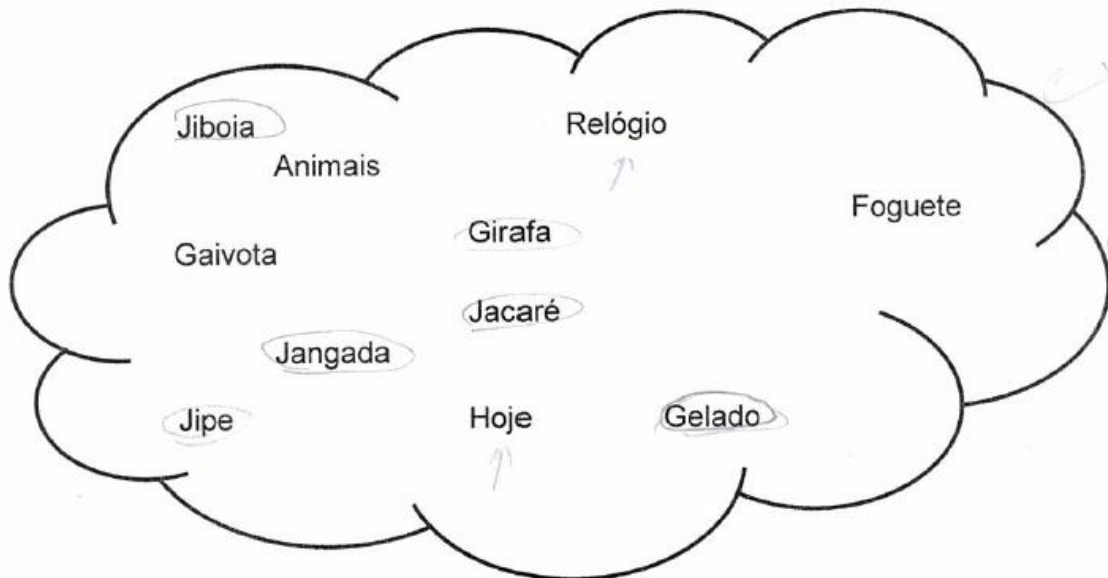 Jiboia
Relógio
Animais
Foguete
Girafa
Gaivota
Jacaré
Jangada
Jipe
Hoje
Gelado